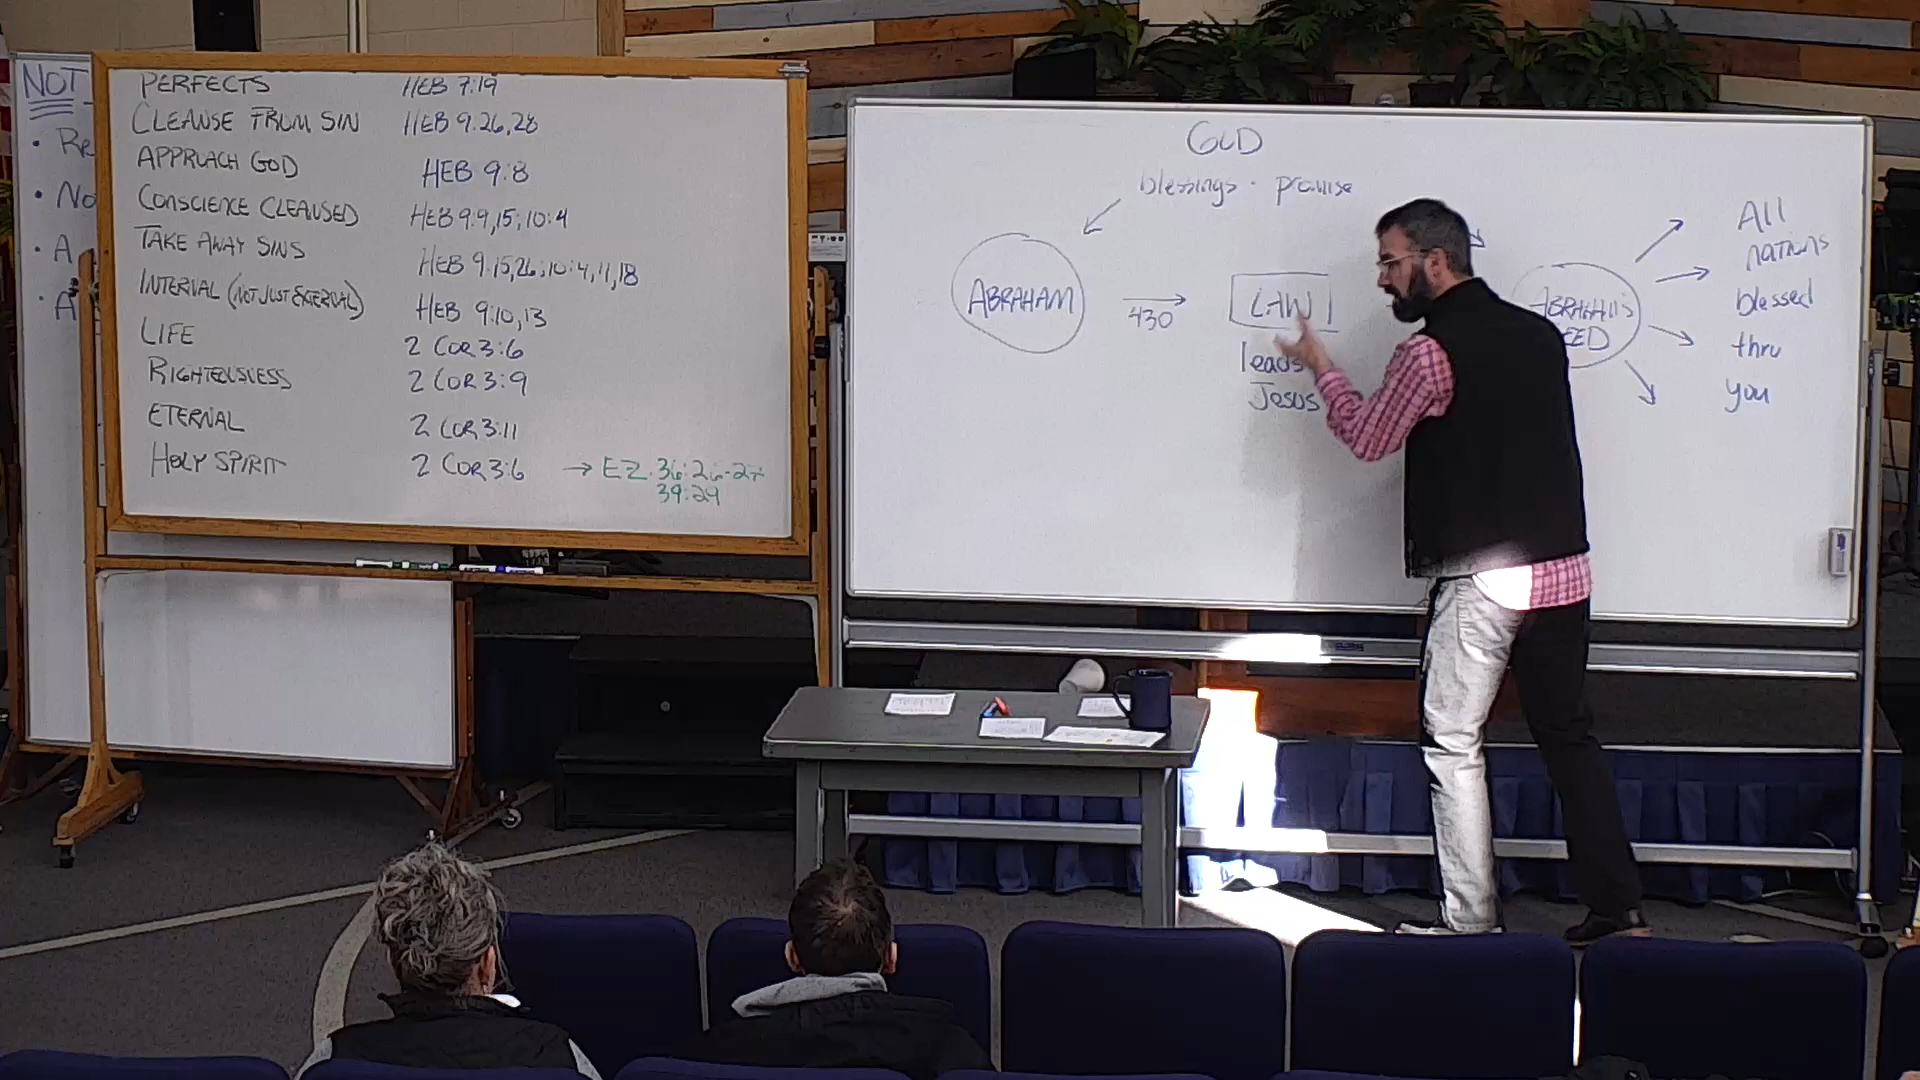 NOT
• Re
• No
• A
• A
PERFECTS HEB 7:19
CLEANSE FROM SIN HEB 9:26,28
APPROACH GOD HEB 9:8
CONSCIENCE CLEANSED HEB 9:9,15; 10:4
TAKE AWAY SINS HEB 9:15,26; 10:4,11,18
INTERNAL (NOT JUST EXTERNAL) HEB 9:10,13
LIFE 2 COR 3:6
RIGHTEOUSNESS 2 COR 3:9
ETERNAL 2 COR 3:11
HOLY SPIRIT 2 COR 3:6 → EZ. 36:26-27;
39:29
GOD
blessings · promise
ABRAHAM
430
LAW
leads
Jesus
ABRAHAM'S
SEED
All
nations
blessed
thru
you